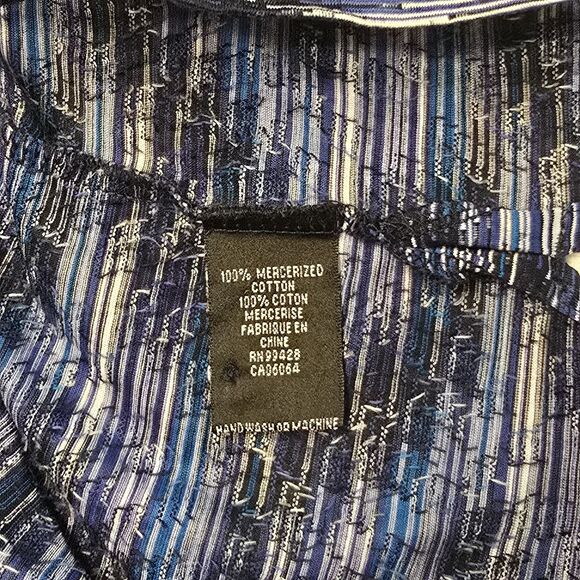 100% MERCERIZED
COTTON
100% COTON
MERCERISE
FABRIQUE EN
CHINE
RN99428
CA06064
HAND WASH OR MACHINE